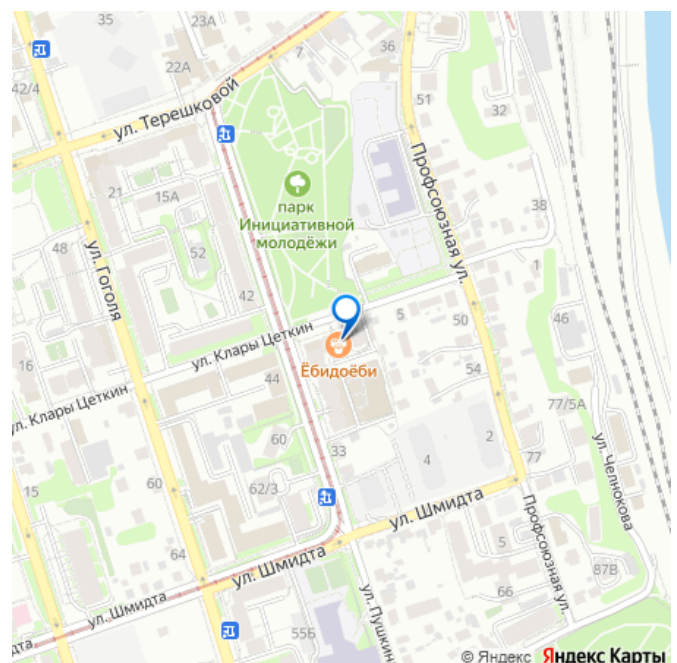 35
23А
42/4
22А
7
36
ул. Терешковой
51
32
Профсоюзная ул.
21
15А
парк
Инициативной
молодёжи
38
48
ул. Гоголя
52
42
1
ул. Клары Цеткин
5
50
46
16
Ёбидоёби
44
54
ул. Клары Цеткин
77/5А
60
33
2
ул. Челнокова
15
60
62/3
4
77
ул. Шмидта
Профсоюзная ул.
64
5
ул. Шмидта
87В
ул. Шмидта
66
ул. Пушкин
55Б
дта
© Яндекс Яндекс Карты